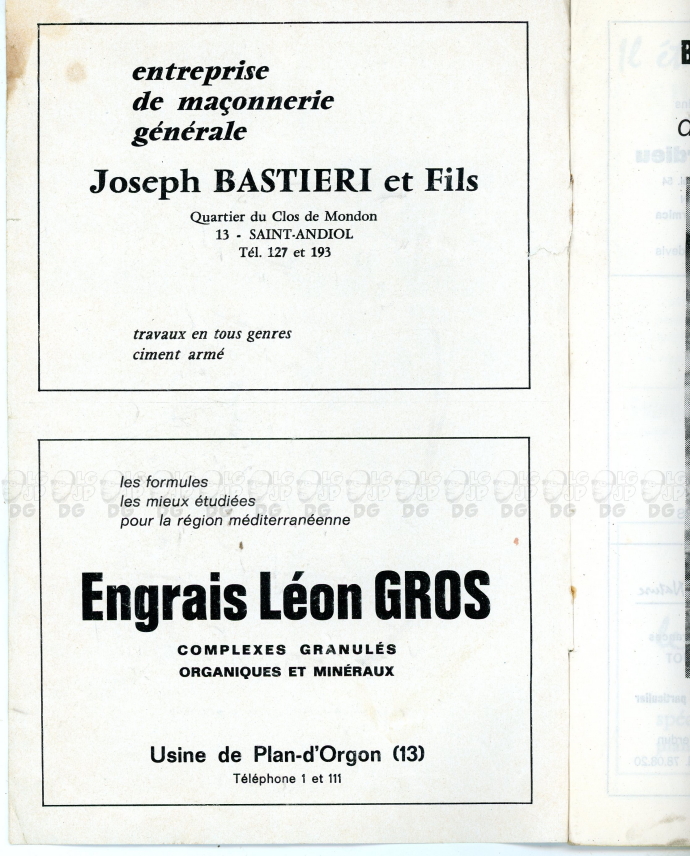 entreprise
de maçonnerie
générale
Joseph BASTIERI et Fils
Quartier du Clos de Mondon
13 - SAINT-ANDIOL
Tél. 127 et 193
travaux en tous genres
ciment armé
les formules
les mieux étudiées
pour la région méditerranéenne
Engrais Léon GROS
COMPLEXES GRANULÉS
ORGANIQUES ET MINÉRAUX
Usine de Plan-d'Orgon (13)
Téléphone 1 et 111